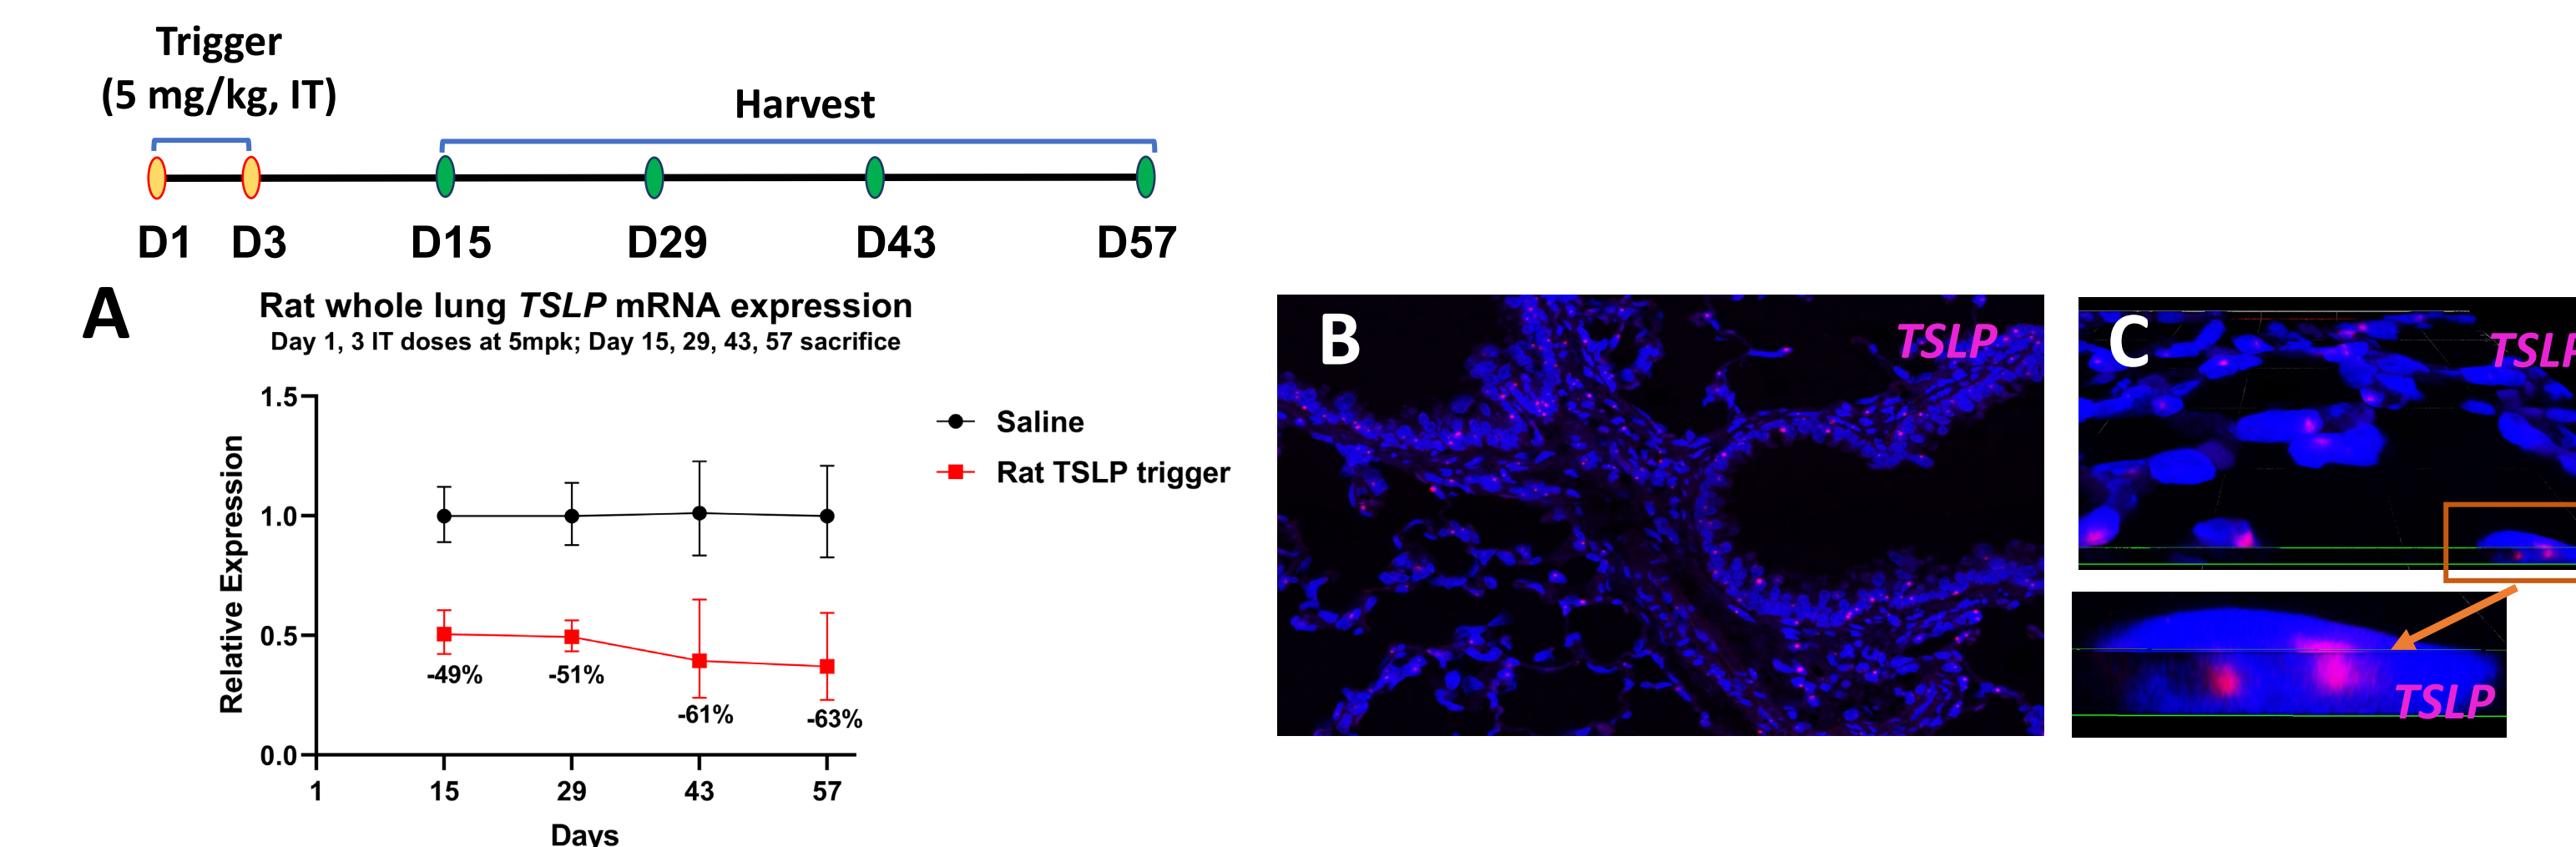 Trigger
(5 mg/kg, IT)
Harvest
D1 D3 D15 D29 D43 D57
A
Rat whole lung TSLP mRNA expression
Day 1, 3 IT doses at 5mpk; Day 15, 29, 43, 57 sacrifice
Relative Expression
1.5
1.0
0.5
0.0
-49% -51% -61% -63%
1 15 29 43 57
Days
Saline
Rat TSLP trigger
B
TSLP
C
TSLP
TSLP